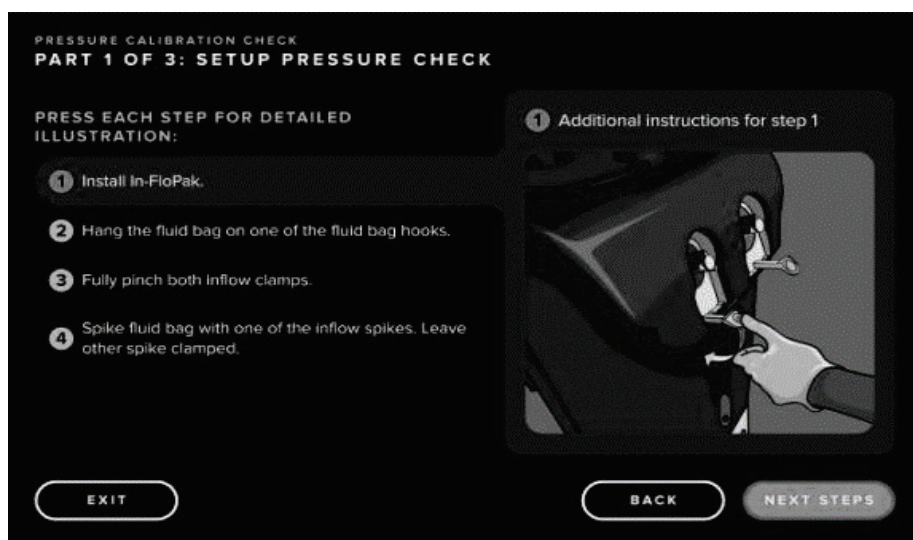 PRESSURE CALIBRATION CHECK
PART 1 OF 3: SETUP PRESSURE CHECK
PRESS EACH STEP FOR DETAILED
ILLUSTRATION:
1 Install In-FloPak.
2 Hang the fluid bag on one of the fluid bag hooks.
3 Fully pinch both inflow clamps.
4 Spike fluid bag with one of the inflow spikes. Leave
other spike clamped.
1 Additional instructions for step 1
EXIT
BACK
NEXT STEPS